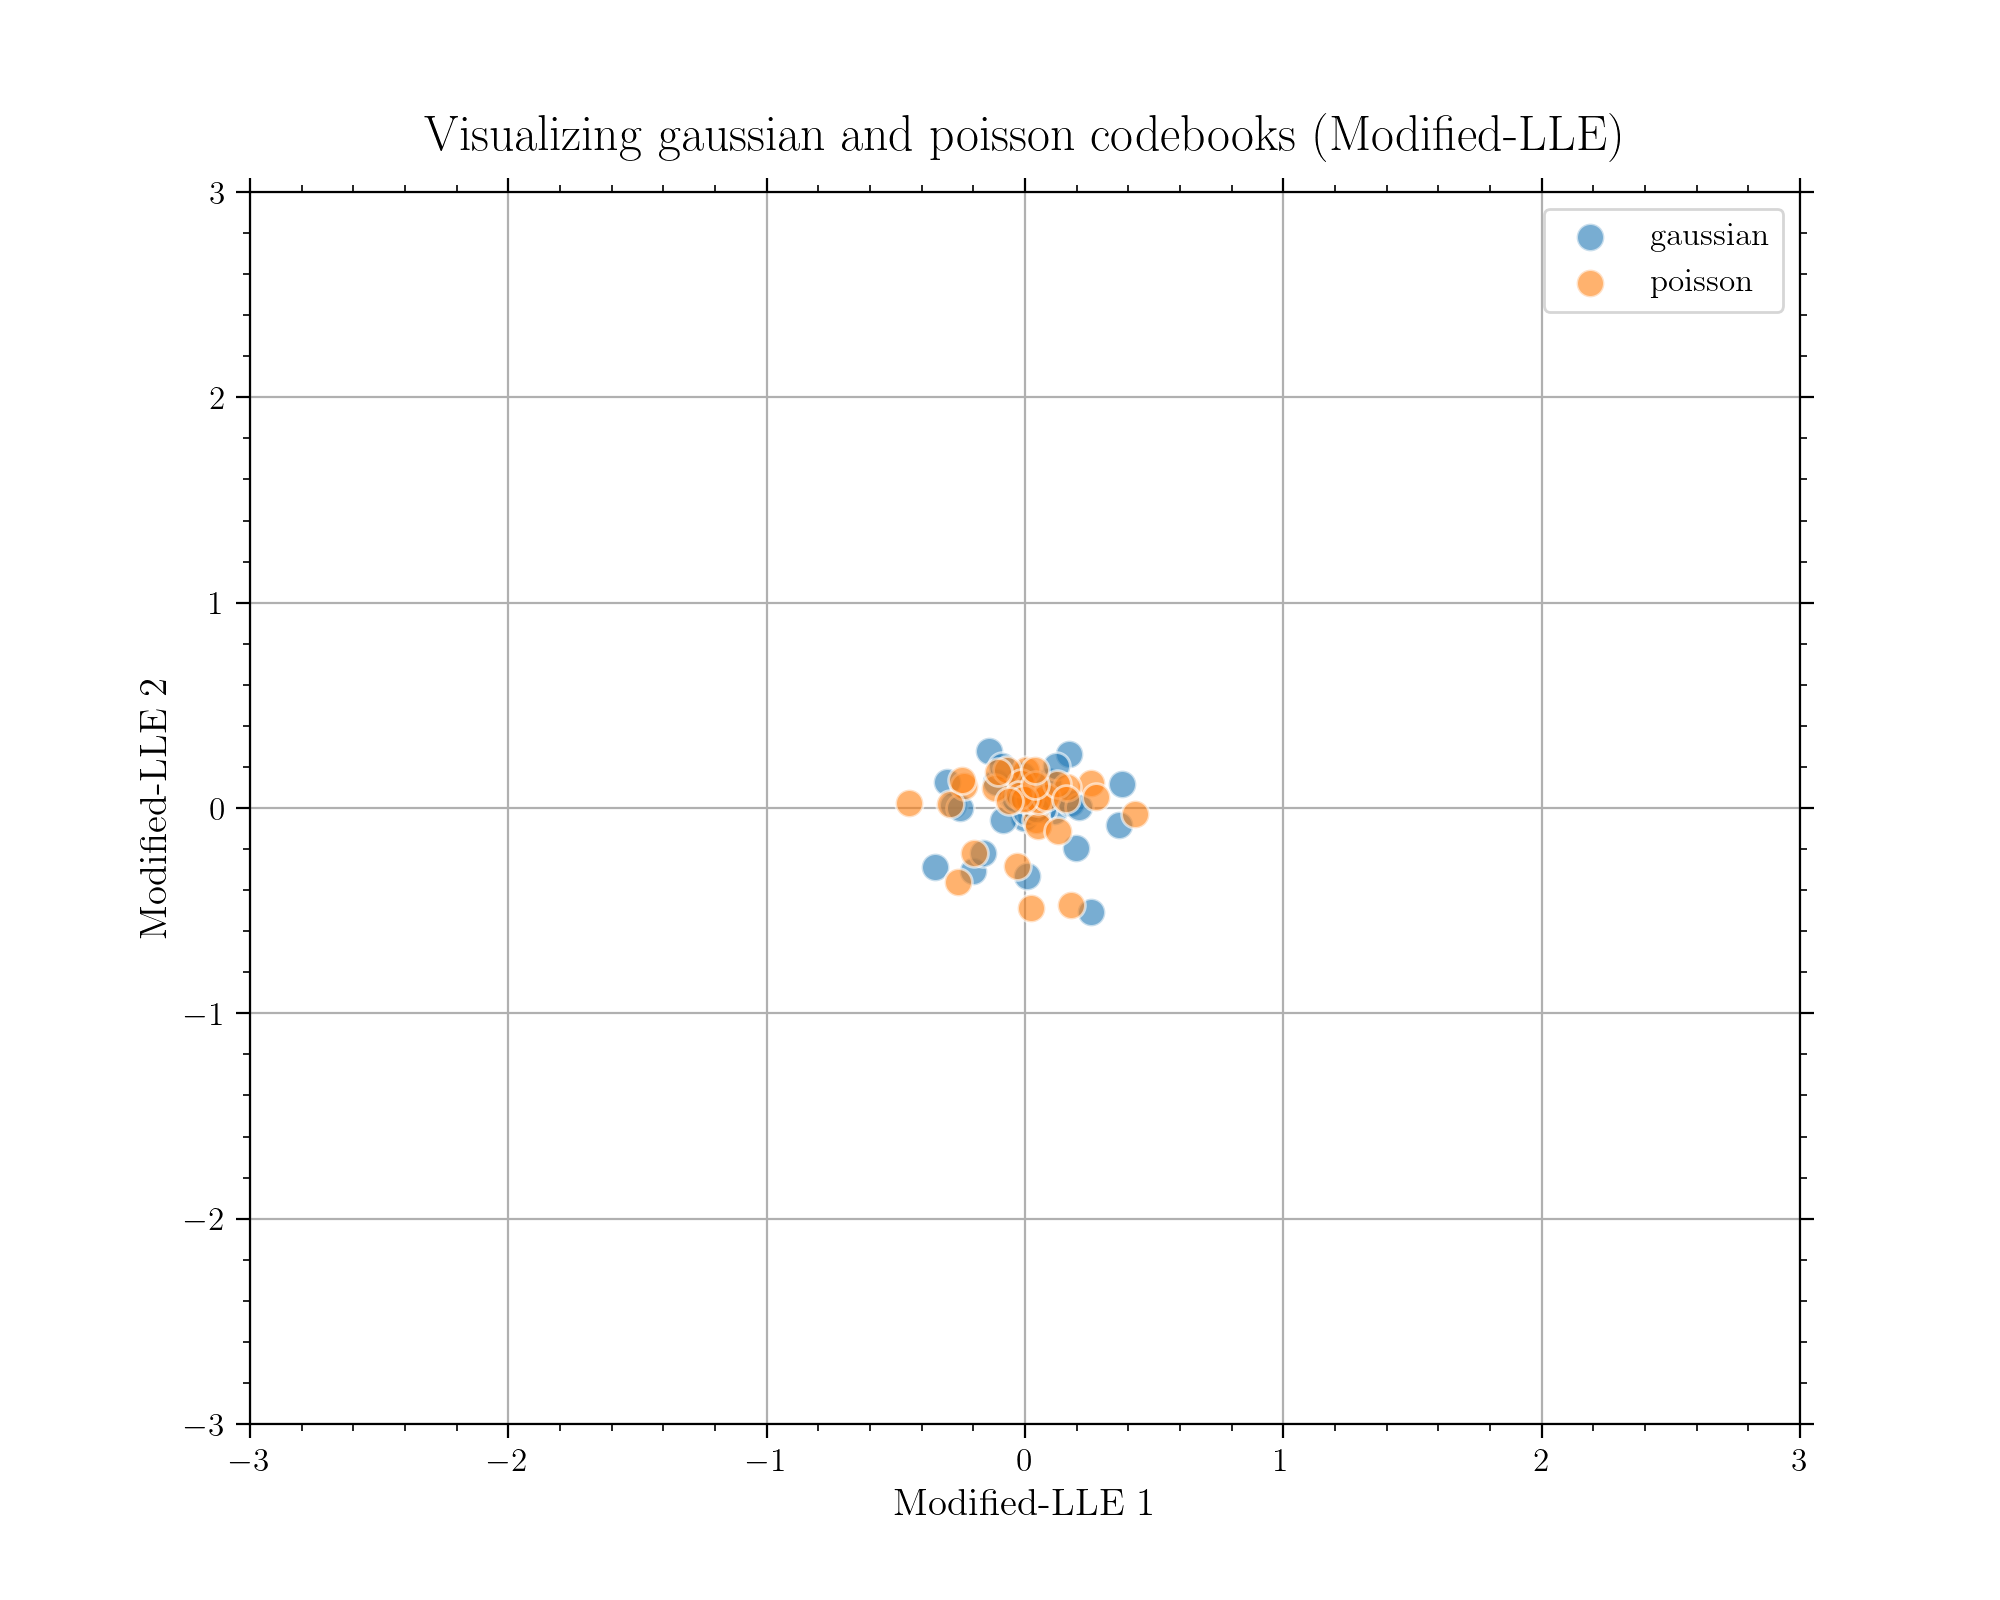 Visualizing gaussian and poisson codebooks (Modified-LLE)
gaussian
poisson
3
2
1
0
−1
−2
−3
Modified-LLE 2
−3
−2
−1
0
1
2
3
Modified-LLE 1